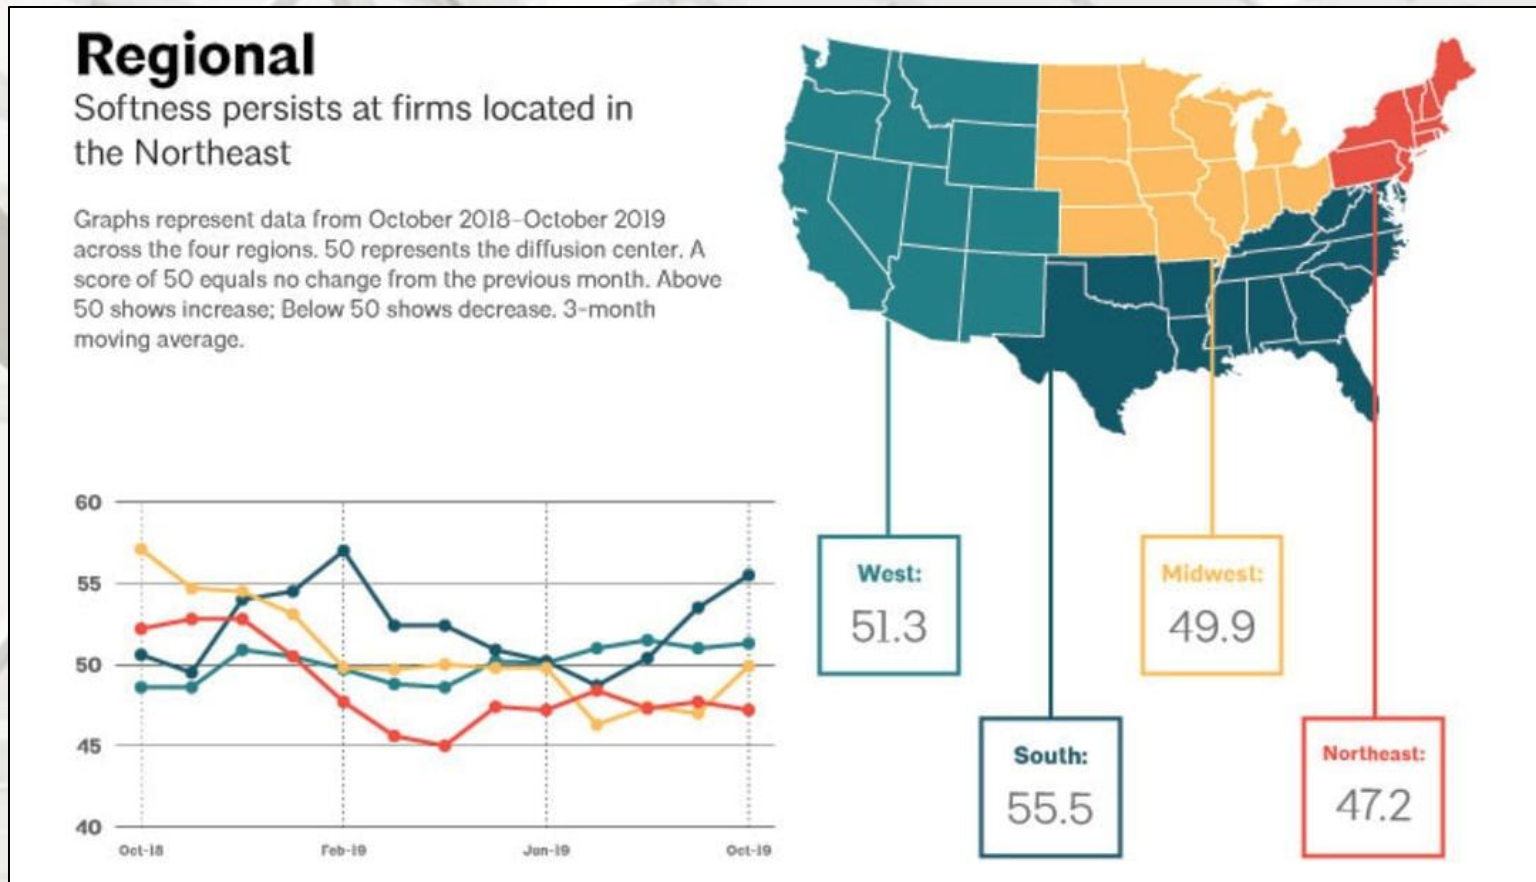 Regional
Softness persists at firms located in
the Northeast
Graphs represent data from October 2018–October 2019
across the four regions. 50 represents the diffusion center. A
score of 50 equals no change from the previous month. Above
50 shows increase; Below 50 shows decrease. 3-month
moving average.
60
55
50
45
40
Oct-18
Feb-19
Jun-19
Oct-19
West:
51.3
Midwest:
49.9
South:
55.5
Northeast:
47.2